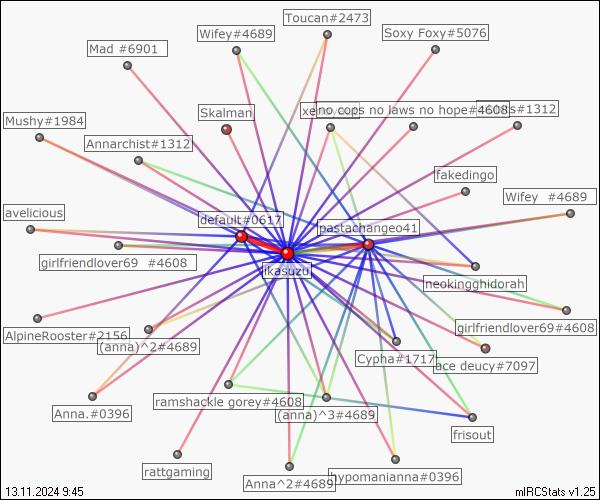 Toucan#2473
Wifey#4689
Soxy Foxy#5076
Mad #6901
Skalman
xeno
cops no laws no hope#4608
#1312
Mushy#1984
Annarchist#1312
fakedingo
Wifey #4689
avelicious
default#0617
pastachangeo41
girlfriendlover69 #4608
ikasuzu
neokingghidorah
AlpineRooster#2156
girlfriendlover69#4608
(anna)^2#4689
Cypha#1717
ace deucy#7097
Anna.#0396
ramshackle gorey#4608
(anna)^3#4689
frisout
rattgaming
Anna^2#4689
hypomanianna#0396
13.11.2024 9:45
mIRCStats v1.25